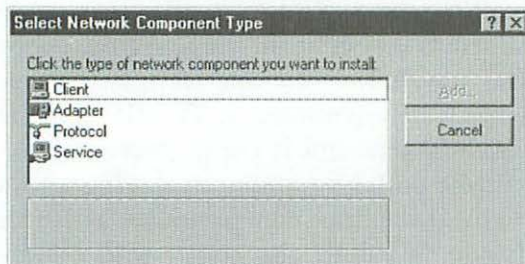 Select Network Component Type
Click the type of network component you want to install:
Client
Adapter
Protocol
Service
Add...
Cancel